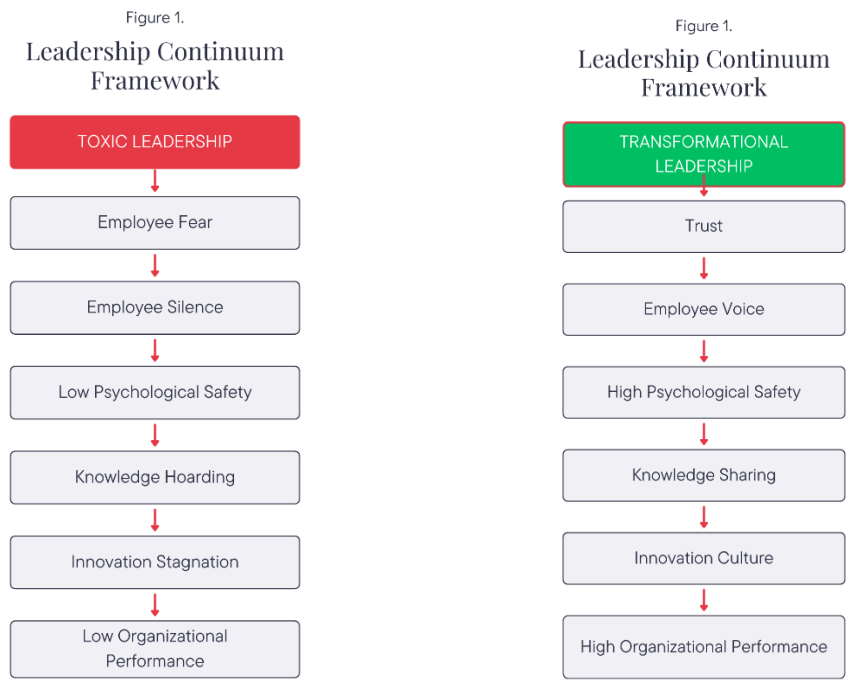 Figure 1.
Leadership Continuum
Framework
TOXIC LEADERSHIP
Employee Fear
Employee Silence
Low Psychological Safety
Knowledge Hoarding
Innovation Stagnation
Low Organizational
Performance
Figure 1.
Leadership Continuum
Framework
TRANSFORMATIONAL
LEADERSHIP
Trust
Employee Voice
High Psychological Safety
Knowledge Sharing
Innovation Culture
High Organizational Performance